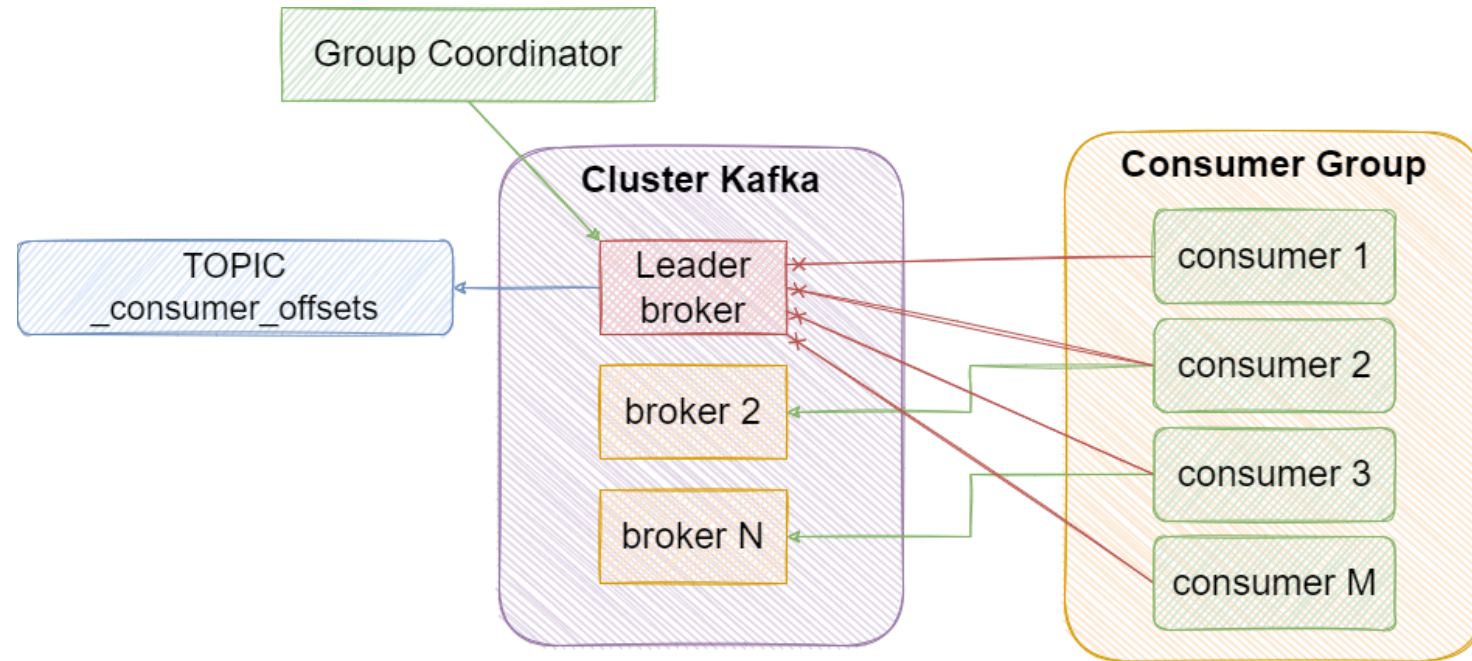 Group Coordinator
Cluster Kafka
Consumer Group
TOPIC
_consumer_offsets
Leader
broker
broker 2
broker N
consumer 1
consumer 2
consumer 3
consumer M